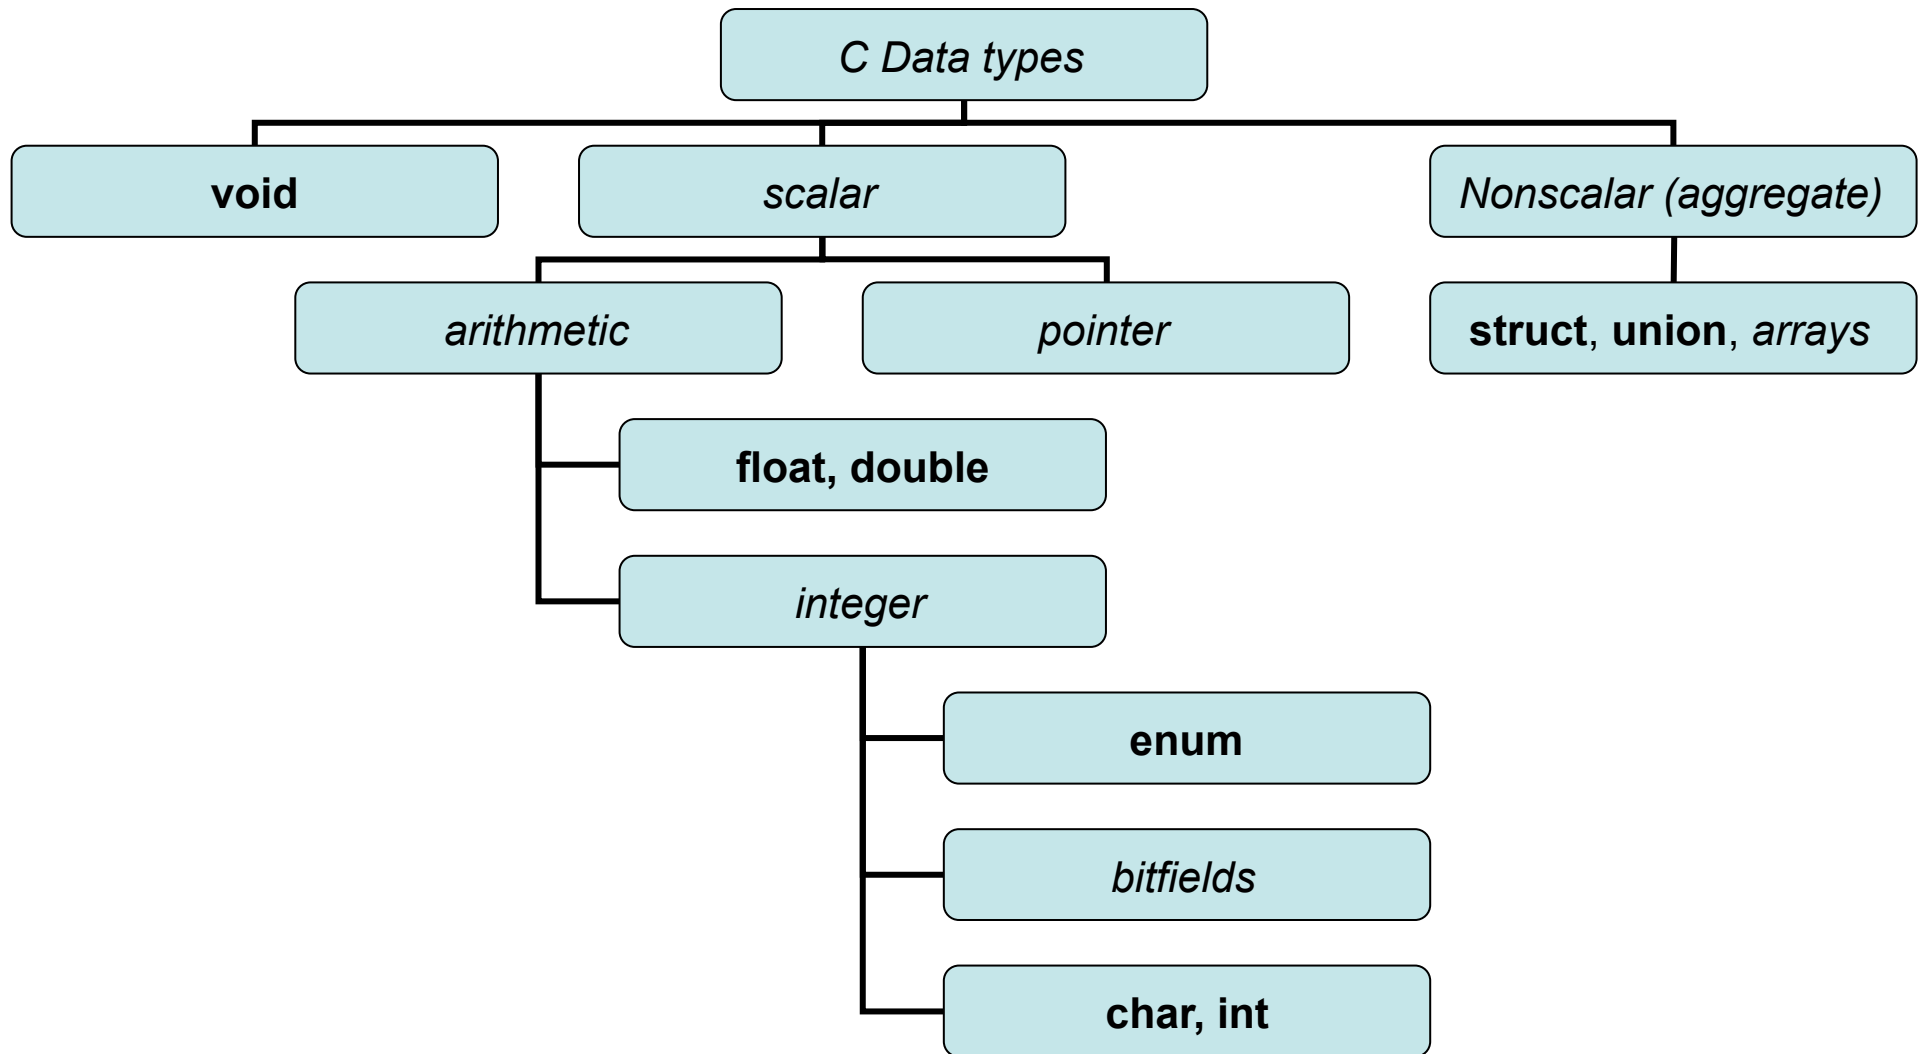 C Data types
void
scalar
Nonscalar (aggregate)
arithmetic
pointer
struct, union, arrays
float, double
integer
enum
bitfields
char, int